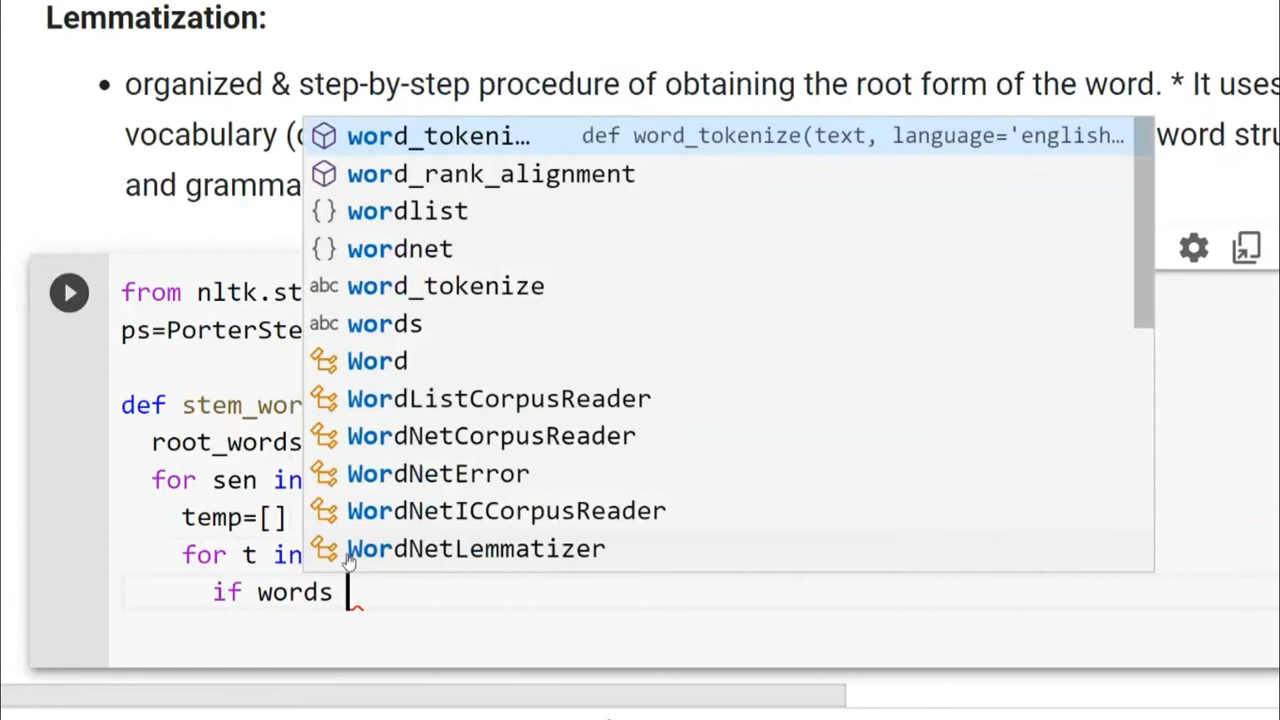 Lemmatization:
organized & step-by-step procedure of obtaining the root form of the word. * It uses
vocabulary ( word
and gramma
word_tokeni... def word_tokenize(text, language='english...
word_rank_alignment
{} wordlist
{} wordnet
abc word_tokenize
abc words
Word
WordListCorpusReader
WordNetCorpusReader
WordNetError
WordNetICCorpusReader
WordNetLemmatizer
from nltk.st
ps=PorterSte
def stem_wor
root_words
for sen in
temp=[]
for t in
if words